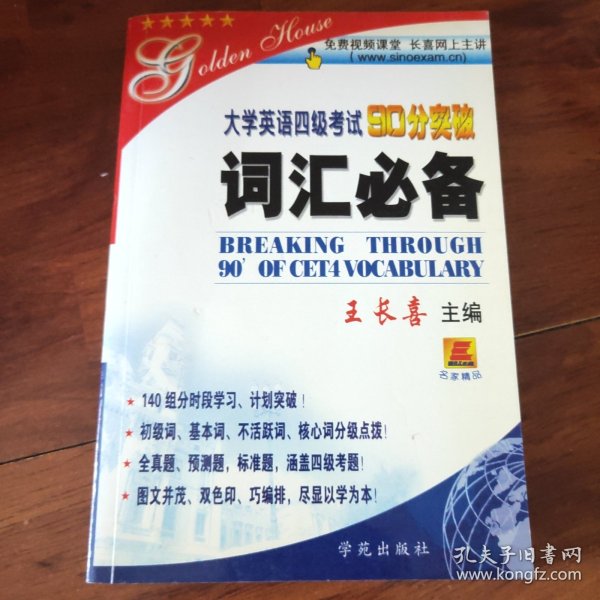 Golden House
免费视频课堂 长喜网上主讲
(www.sinoexam.cn)
大学英语四级考试 90分突破
词汇必备
BREAKING THROUGH
90' OF CET4 VOCABULARY
王长喜 主编
名家精品
★ 140组分时段学习、计划突破!
★ 初级词、基本词、不活跃词、核心词分级点拨!
★ 全真题、预测题,标准题,涵盖四级考题!
★ 图文并茂、双色印、巧编排,尽显以学为本!
学苑出版社
孔夫子旧书网
www.kongfz.com